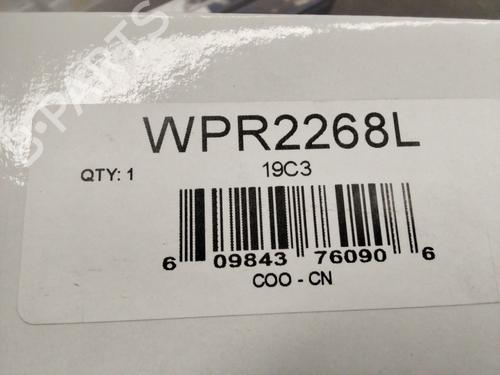 B-PARTS
WPR2268L
19C3
QTY: 1
6 09843 76090 6
COO - CN